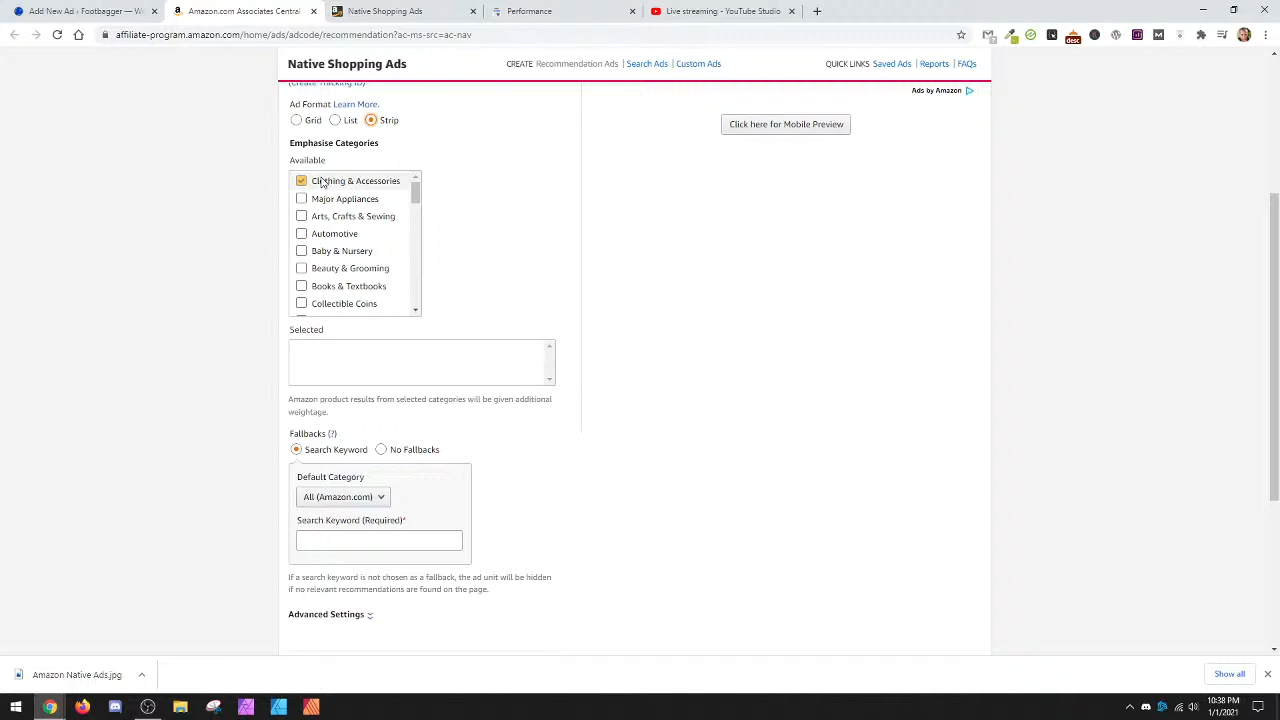 Add New Ad ‹ Footbagger — We
Amazon.com Associates Central
Native Shopping Ads
Performance
Live streaming - YouTube Studio
affiliate-program.amazon.com/home/ads/adcode/recommendation?ac-ms-src=ac-nav
desc
Native Shopping Ads
CREATE Recommendation Ads | Search Ads | Custom Ads
QUICK LINKS Saved Ads | Reports | FAQs
(Create Tracking ID)
Ads by Amazon
Ad Format Learn More.
Grid List Strip
Click here for Mobile Preview
Emphasise Categories
Available
Clothing & Accessories
Major Appliances
Arts, Crafts & Sewing
Automotive
Baby & Nursery
Beauty & Grooming
Books & Textbooks
Collectible Coins
Selected
Amazon product results from selected categories will be given additional
weightage.
Fallbacks (?)
Search Keyword No Fallbacks
Default Category
All (Amazon.com)
Search Keyword (Required)*
If a search keyword is not chosen as a fallback, the ad unit will be hidden
if no relevant recommendations are found on the page.
Advanced Settings
Amazon Native Ads.jpg
Show all
10:38 PM
1/1/2021